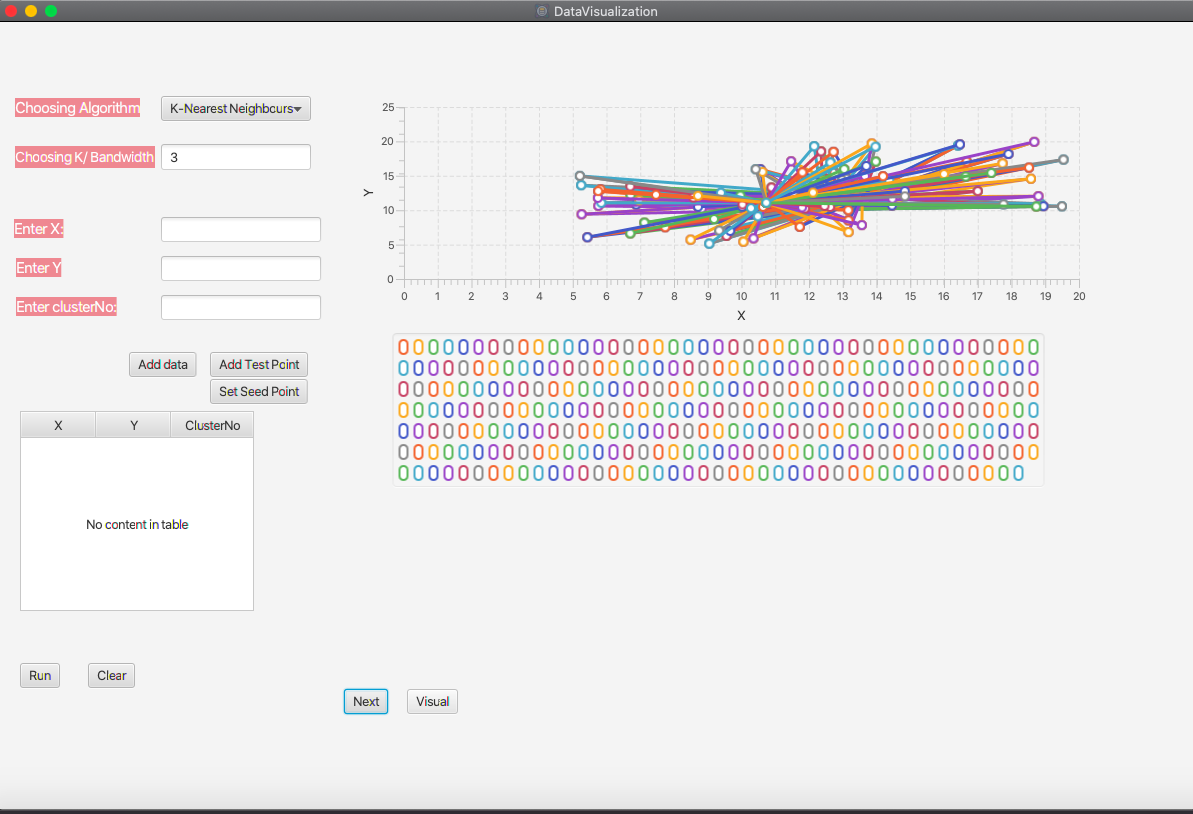 DataVisualization
Choosing Algorithm
K-Nearest Neighbours
Choosing K/ Bandwidth
3
Enter X:
Enter Y
Enter clusterNo:
Add data
Add Test Point
Set Seed Point
X Y ClusterNo
No content in table
Run
Clear
25
20
15
10
5
0
Y
0 1 2 3 4 5 6 7 8 9 10 11 12 13 14 15 16 17 18 19 20
X
Next
Visual